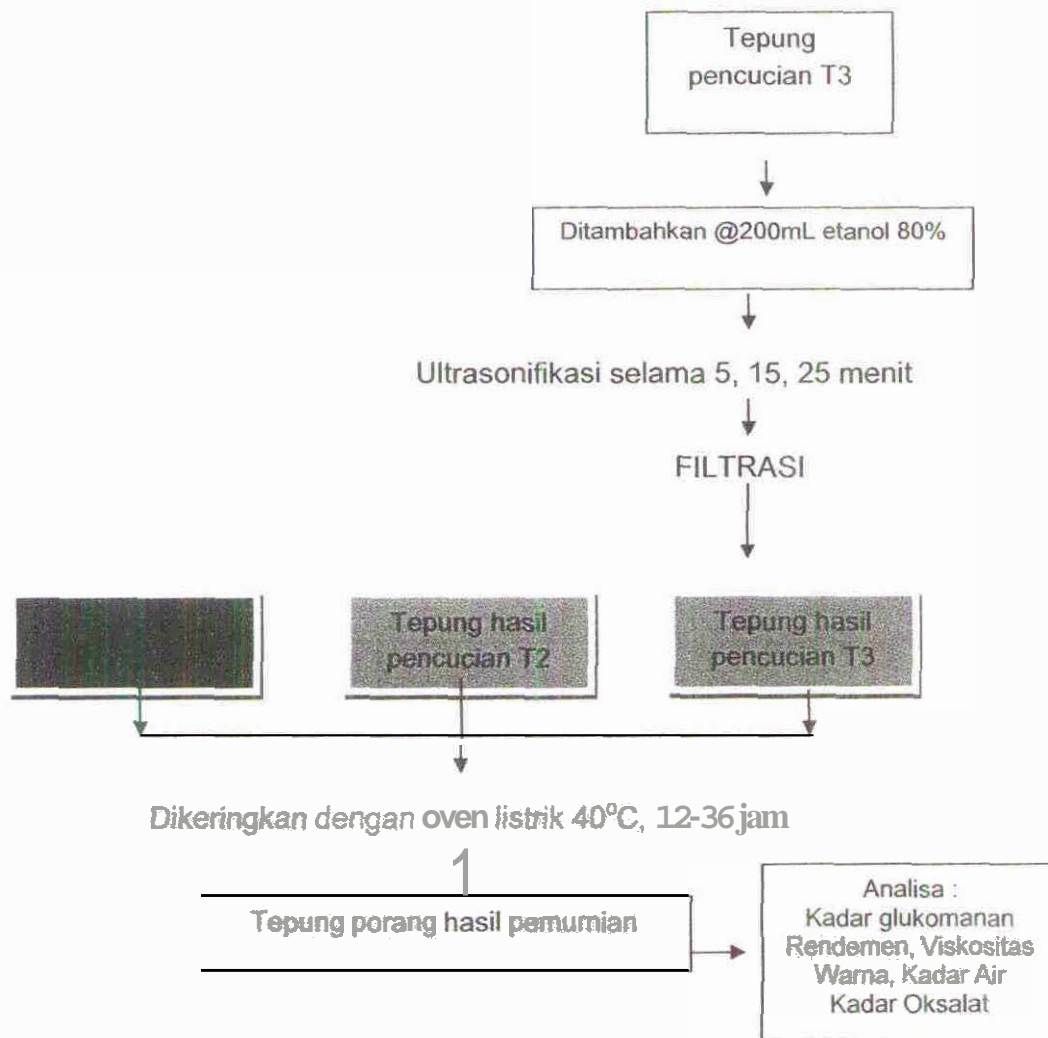 Tepung
pencucian T3
Ditambahkan @200mL etanol 80%
Ultrasonifikasi selama 5, 15, 25 menit
FILTRASI
Tepung hasil
pencucian T2
Tepung hasil
pencucian T3
Dikeringkan dengan oven listrik 40°C, 12-36 jam
1
Tepung porang hasil pemurnian
Analisa :
Kadar glukomanan
Rendemen, Viskositas
Warna, Kadar Air
Kadar Oksalat